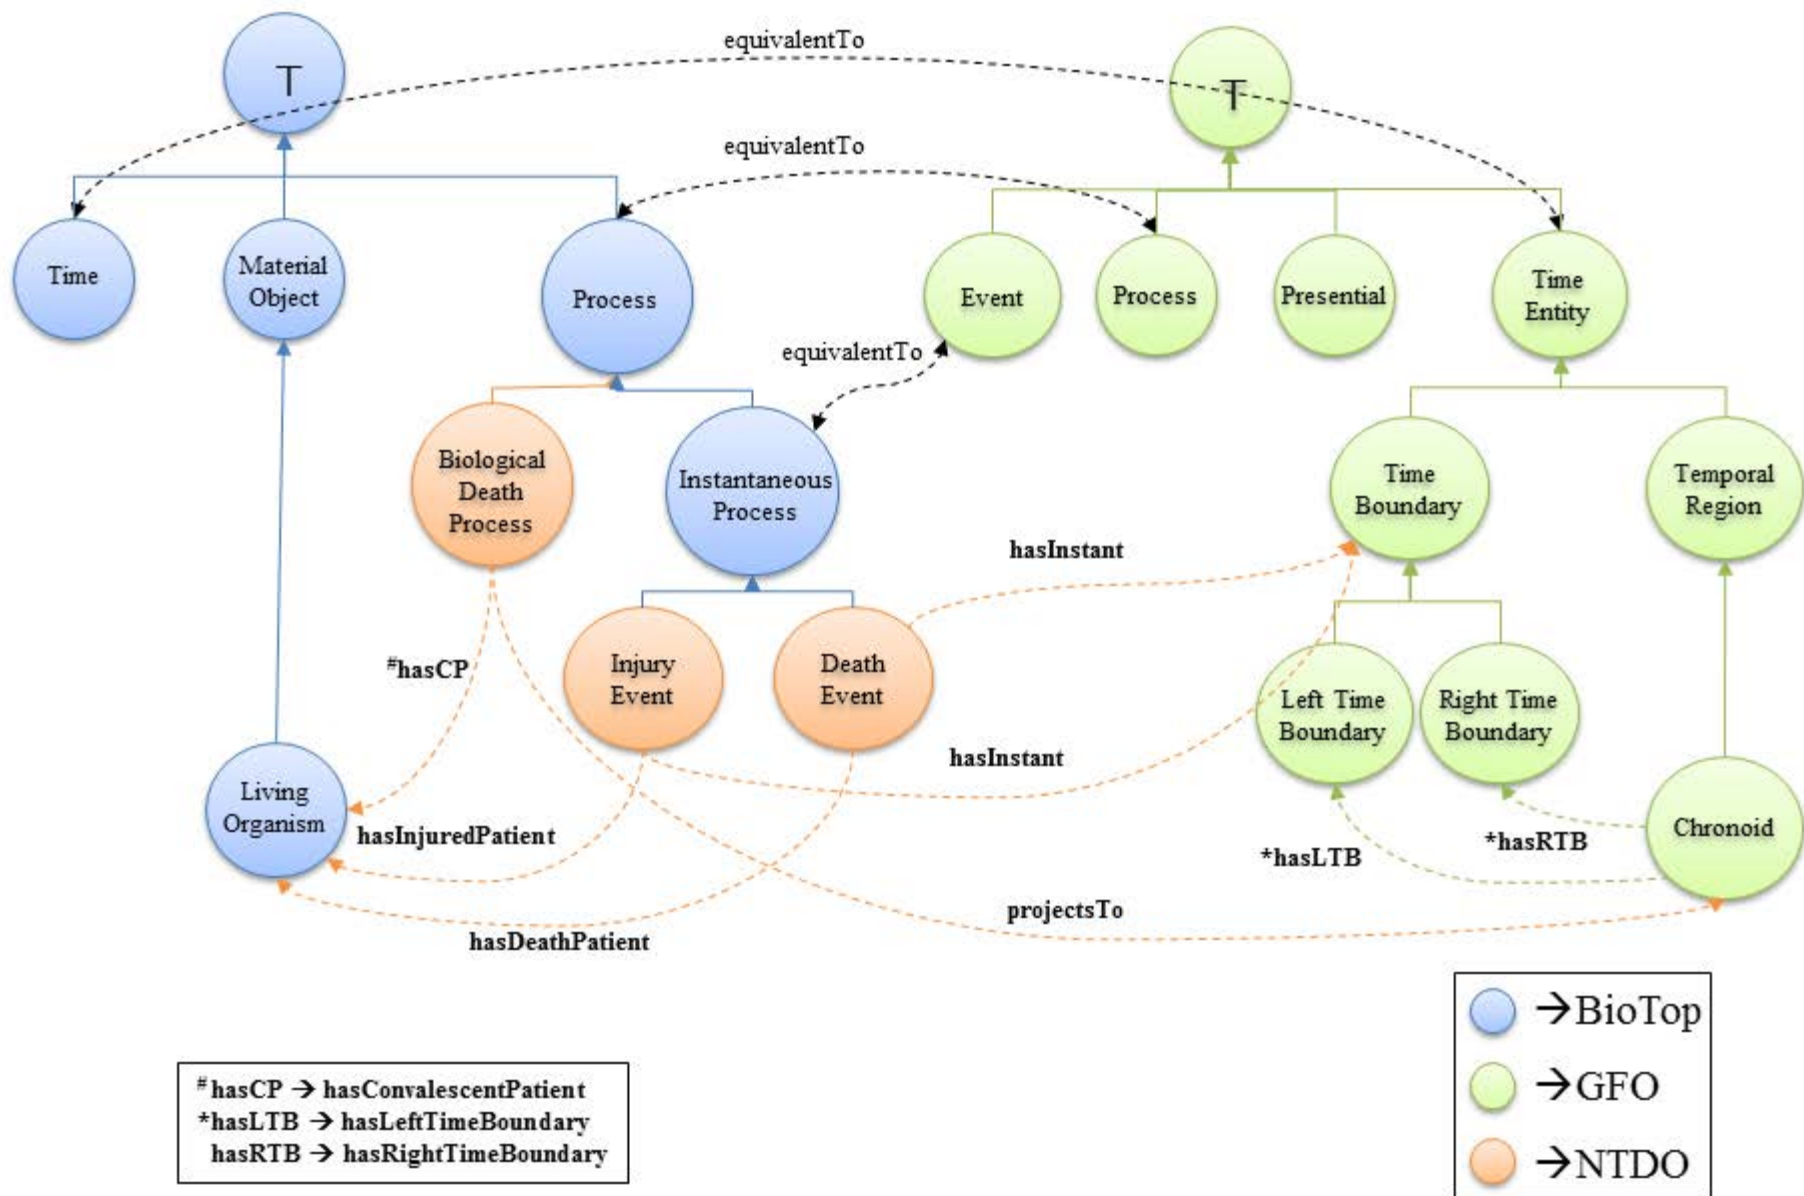 equivalentTo
T
T
equivalentTo
Time
Material
Object
Process
Event
Process
Presential
Time
Entity
equivalentTo
Biological
Death
Process
Instantaneous
Process
Time
Boundary
Temporal
Region
hasInstant
#hasCP
Injury
Event
Death
Event
Left Time
Boundary
Right Time
Boundary
hasInstant
Living
Organism
hasInjuredPatient
*hasLTB
*hasRTB
Chronoid
projectsTo
hasDeathPatient
→BioTop
→GFO
→NTDO
#hasCP → hasConvalescentPatient
*hasLTB → hasLeftTimeBoundary
hasRTB → hasRightTimeBoundary